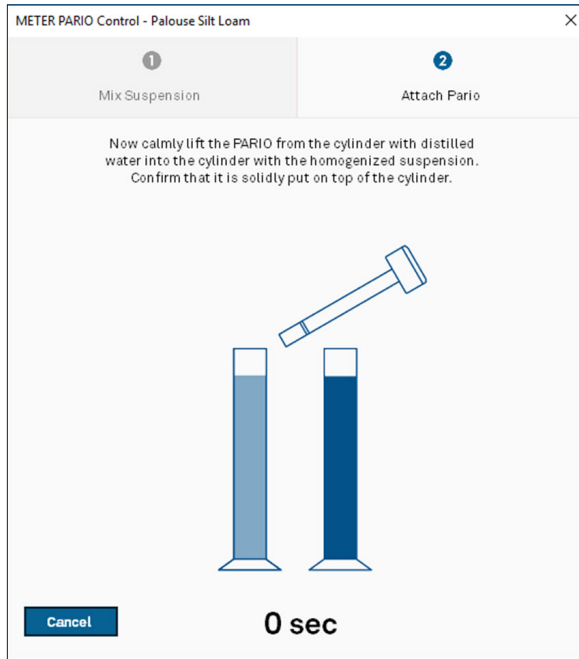 METER PARIO Control - Palouse Silt Loam
1
2
Mix Suspension
Attach Pario
Now calmly lift the PARIO from the cylinder with distilled
water into the cylinder with the homogenized suspension.
Confirm that it is solidly put on top of the cylinder.
Cancel
0 sec